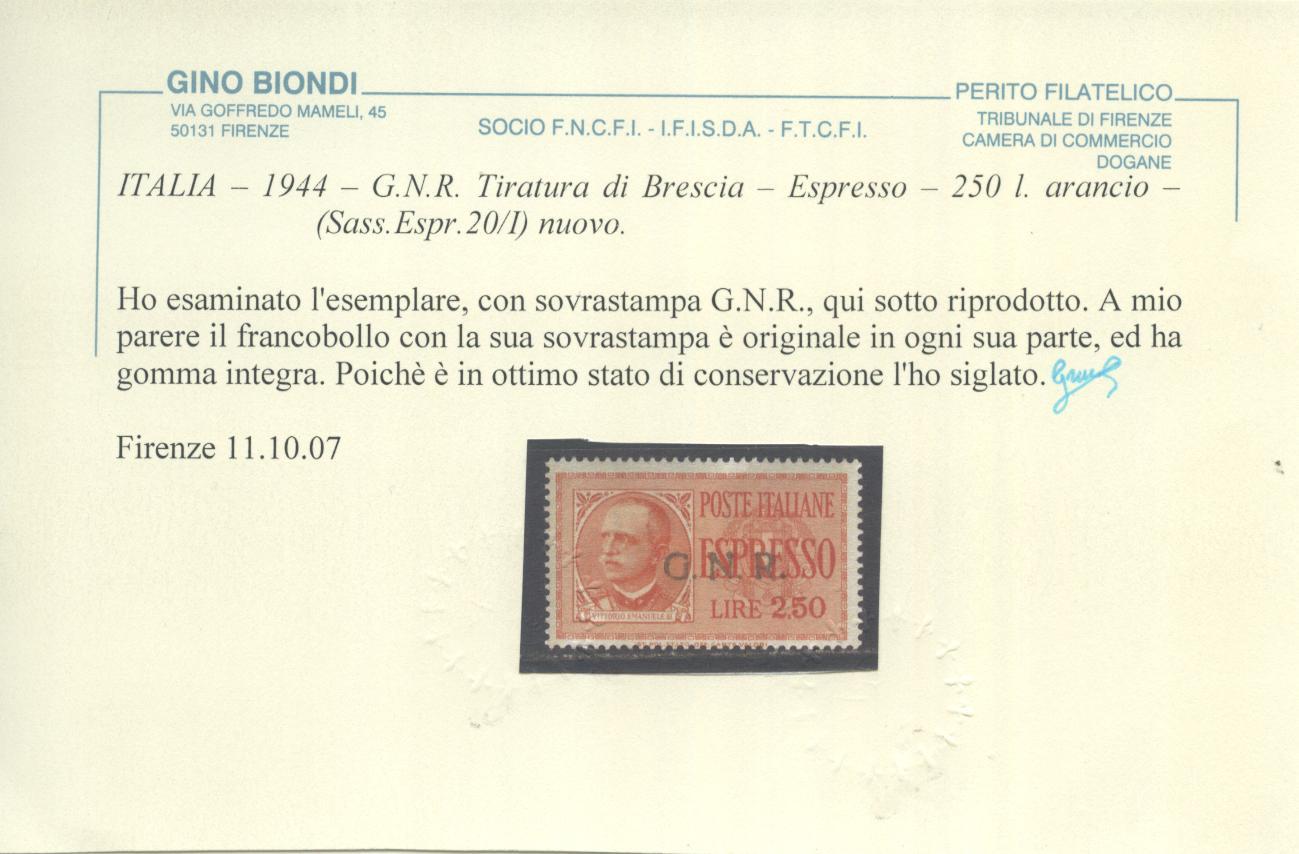 GINO BIONDI
VIA GOFFREDO MAMELI, 45
50131 FIRENZE
SOCIO F.N.C.F.I. - I.F.I.S.D.A. - F.T.C.F.I.
PERITO FILATELICO
TRIBUNALE DI FIRENZE
CAMERA DI COMMERCIO
DOGANE
ITALIA – 1944 – G.N.R. Tiratura di Brescia – Espresso – 250 l. arancio –
(Sass.Espr.20/I) nuovo.
Ho esaminato l'esemplare, con sovrastampa G.N.R., qui sotto riprodotto. A mio
parere il francobollo con la sua sovrastampa è originale in ogni sua parte, ed ha
gomma integra. Poichè è in ottimo stato di conservazione l'ho siglato.
Firenze 11.10.07
POSTE ITALIANE
ESPRESSO
G.N.R.
LIRE 2,50
VITTORIO EMANUELE III